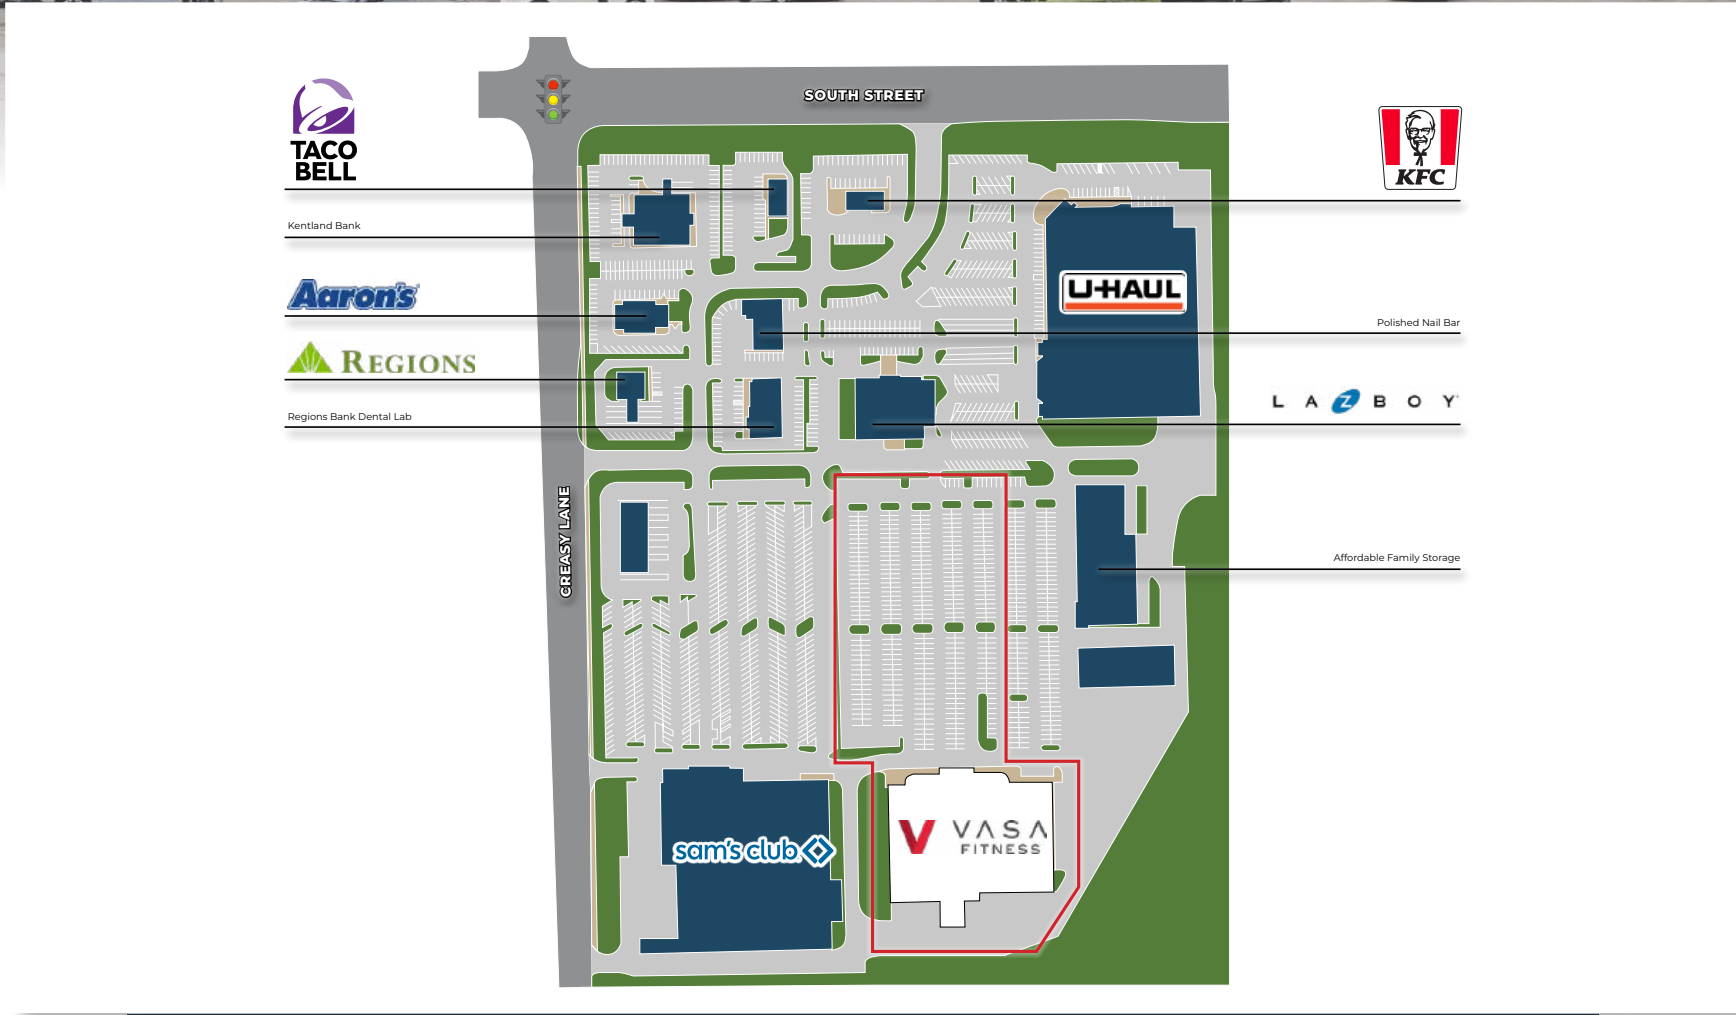 SOUTH STREET
TACO
BELL
KFC
Kentland Bank
Aaron's
U-HAUL
Polished Nail Bar
REGIONS
LAZBOY
Regions Bank Dental Lab
CREASY LANE
Affordable Family Storage
sam's club
V VASA
FITNESS